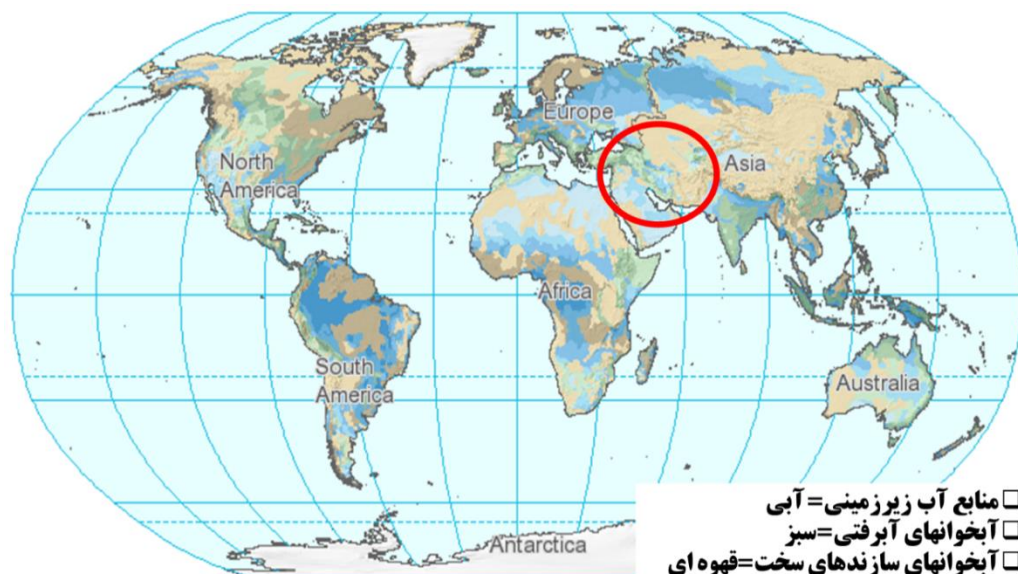 Europe
North
America
Asia
Africa
South
America
Australia
Antarctica
□منابع آب زیرزمینی=آبی
□آبخوانهای آبرفتی=سبز
□آبخوانهای سازندهای سخت=قهوه ای